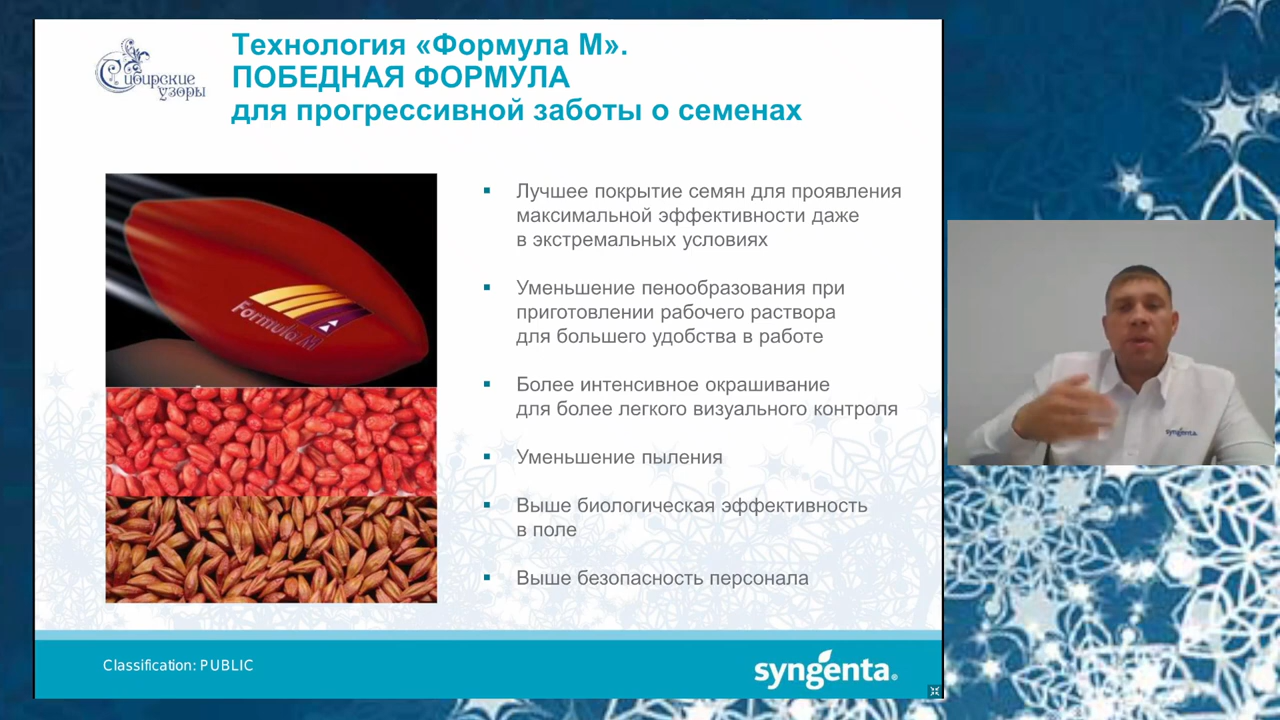 Сибирские
узоры
Технология «Формула М».
ПОБЕДНАЯ ФОРМУЛА
для прогрессивной заботы о семенах
Formula M
Лучшее покрытие семян для проявления
максимальной эффективности даже
в экстремальных условиях
Уменьшение пенообразования при
приготовлении рабочего раствора
для большего удобства в работе
Более интенсивное окрашивание
для более легкого визуального контроля
Уменьшение пыления
Выше биологическая эффективность
в поле
Выше безопасность персонала
Classification: PUBLIC
syngenta®
syngenta